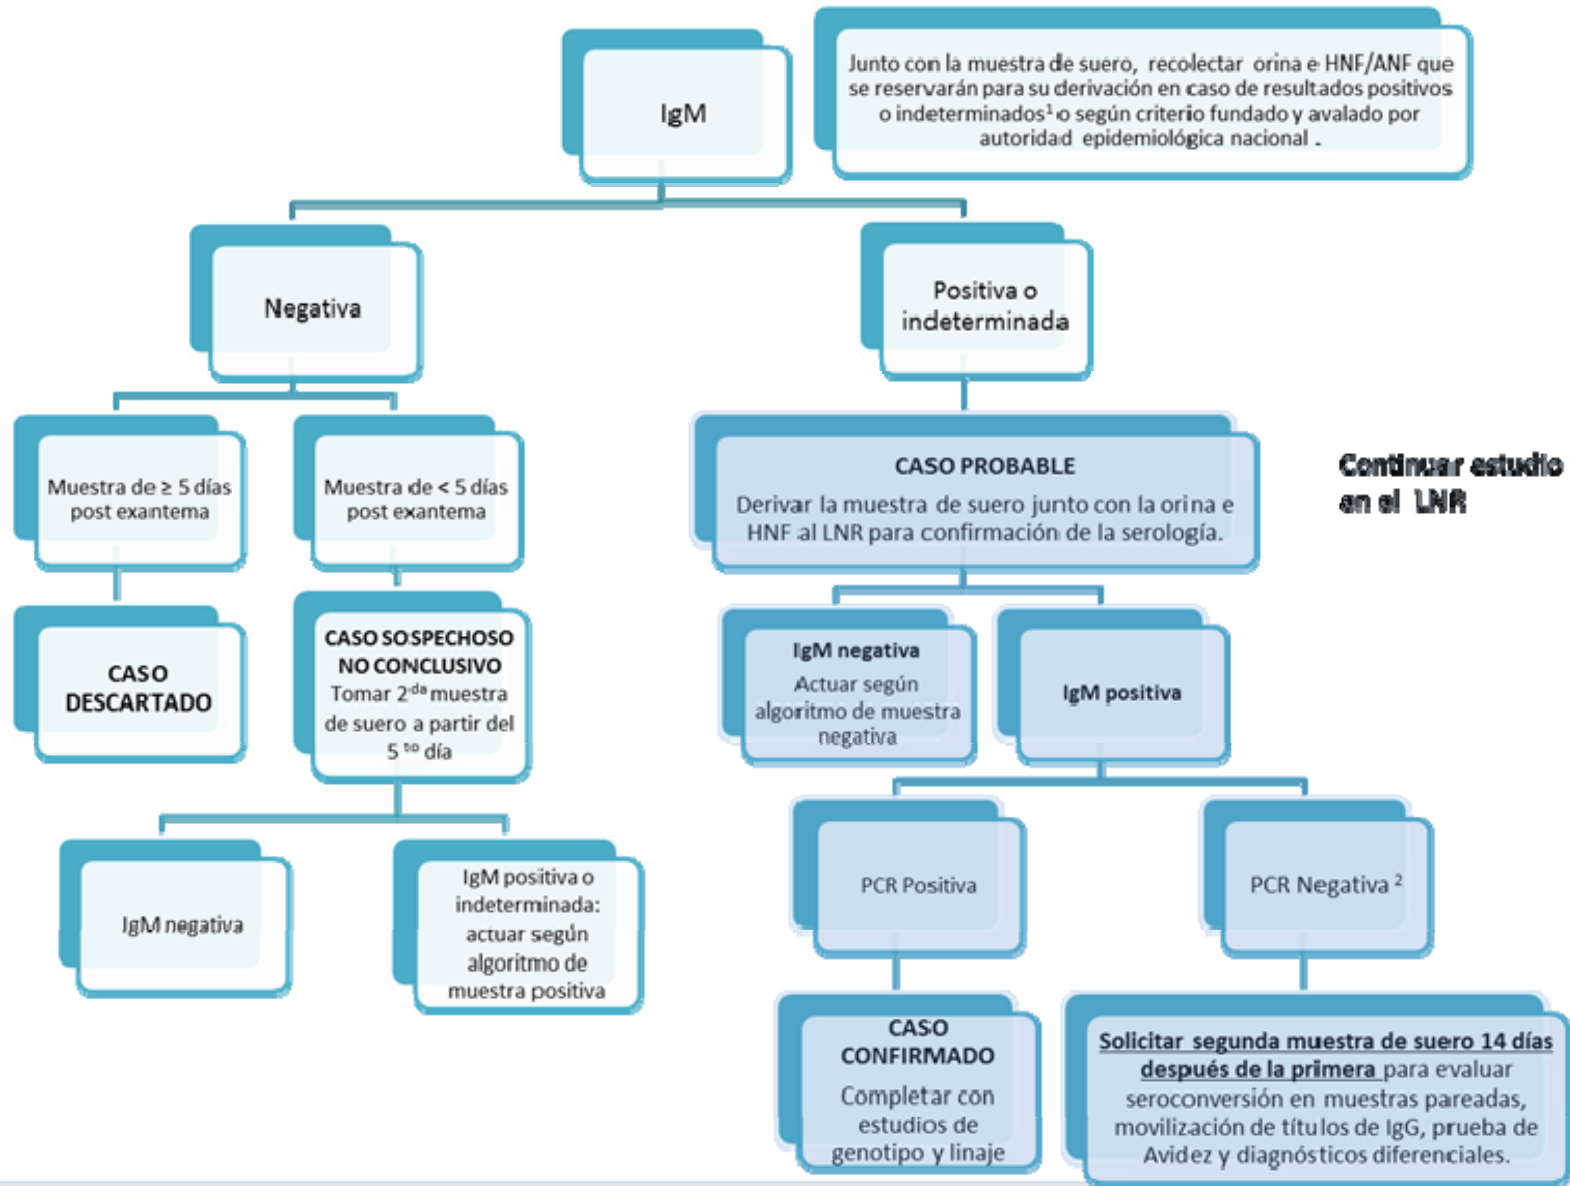 IgM
Junto con la muestra de suero, recolectar orina e HNF/ANF que
se reservarán para su derivación en caso de resultados positivos
o indeterminados¹ o según criterio fundado y avalado por
autoridad epidemiológica nacional .
Negativa
Positiva o
indeterminada
Muestra de ≥ 5 días
post exantema
Muestra de < 5 días
post exantema
CASO PROBABLE
Derivar la muestra de suero junto con la orina e
HNF al LNR para confirmación de la serología.
Continuar estudio
en el LNR
CASO
DESCARTADO
CASO SOSPECHOSO
NO CONCLUSIVO
Tomar 2ᵈᵃ muestra
de suero a partir del
5 ᵗᵒ día
IgM negativa
Actuar según
algoritmo de muestra
negativa
IgM positiva
IgM negativa
IgM positiva o
indeterminada:
actuar según
algoritmo de
muestra positiva
PCR Positiva
PCR Negativa ²
CASO
CONFIRMADO
Completar con
estudios de
genotipo y linaje
Solicitar segunda muestra de suero 14 días
después de la primera para evaluar
seroconversión en muestras pareadas,
movilización de títulos de IgG, prueba de
Avidez y diagnósticos diferenciales.